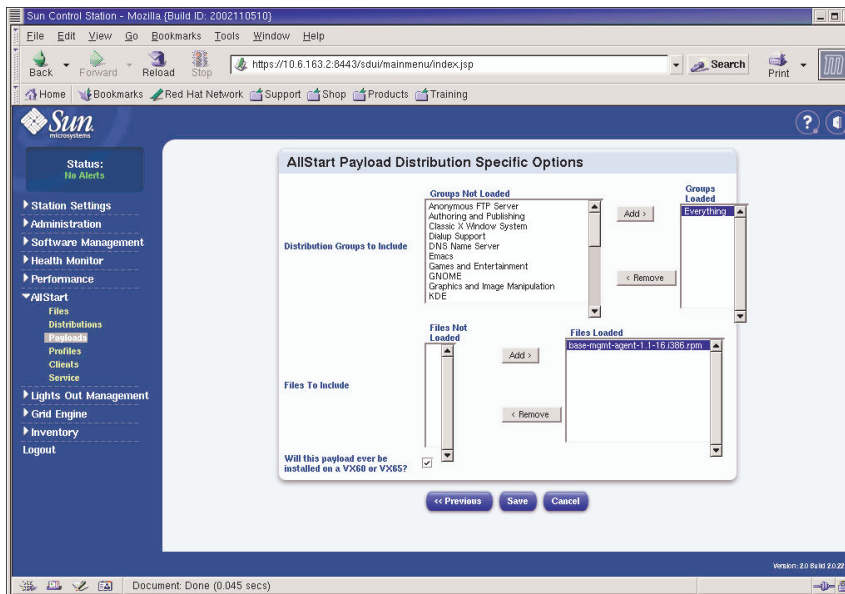 Sun Control Station - Mozilla {Build ID: 2002110510}
File Edit View Go Bookmarks Tools Window Help
Back Forward Reload Stop https://10.6.163.2:8443/sdui/mainmenu/index.jsp Search Print
Home Bookmarks Red Hat Network Support Shop Products Training
Sun
microsystems
Status:
No Alerts
Station Settings
Administration
Software Management
Health Monitor
Performance
AllStart
Files
Distributions
Payloads
Profiles
Clients
Service
Lights Out Management
Grid Engine
Inventory
Logout
AllStart Payload Distribution Specific Options
Distribution Groups to Include
Groups Not Loaded
Anonymous FTP Server
Authoring and Publishing
Classic X Window System
Dialup Support
DNS Name Server
Emacs
Games and Entertainment
GNOME
Graphics and Image Manipulation
KDE
Add >
< Remove
Groups
Loaded
Everything
Files To Include
Files Not
Loaded
Add >
< Remove
Files Loaded
base-mgmt-agent-1.1-16.i386.rpm
Will this payload ever be
installed on a VX60 or VX65?
<< Previous Save Cancel
Version: 2.0 Build 2.0.22
Document: Done (0.045 secs)